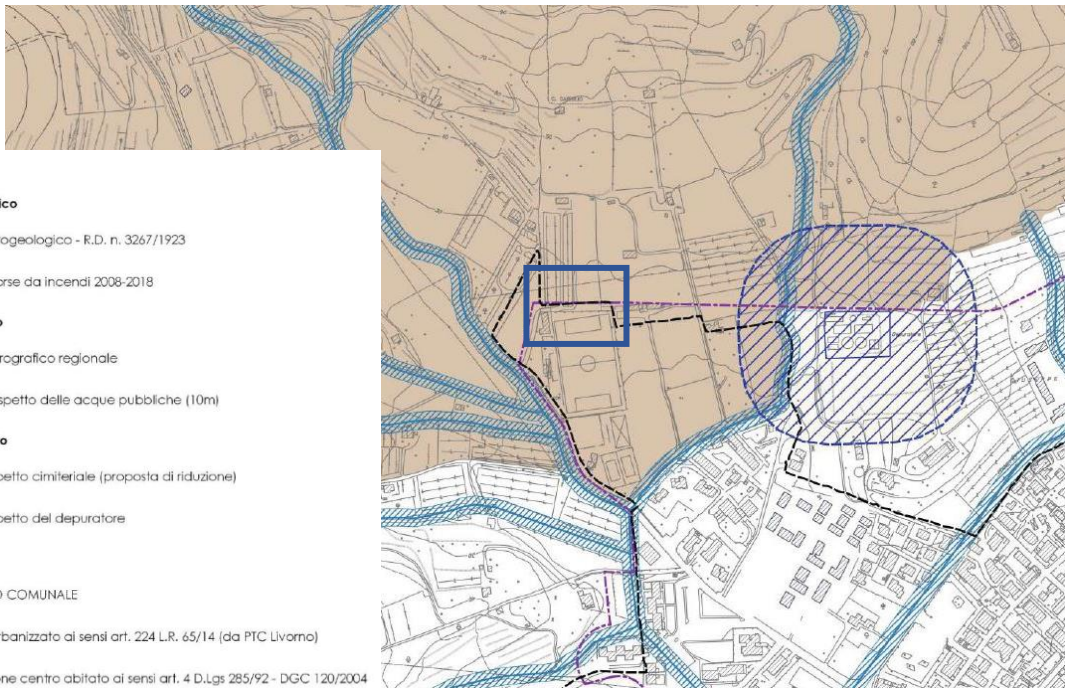 ico
rogeologico - R.D. n. 3267/1923
orse da incendi 2008-2018
o
rografico regionale
spetto delle acque pubbliche (10m)
o
petto cimiteriale (proposta di riduzione)
petto del depuratore
O COMUNALE
rbanizzato ai sensi art. 224 L.R. 65/14 (da PTC Livorno)
one centro abitato ai sensi art. 4 D.Lgs 285/92 - DGC 120/2004
Depuratore